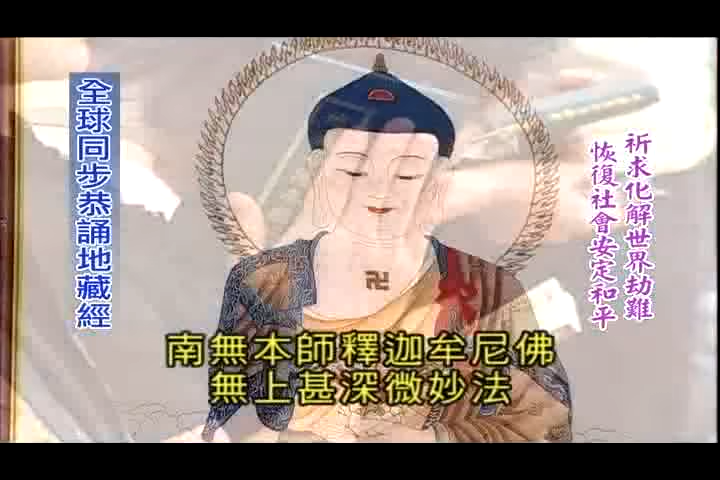 全球同步恭誦地藏經
祈求化解世界劫難
恢復社會安定和平
南無本師釋迦牟尼佛
無上甚深微妙法